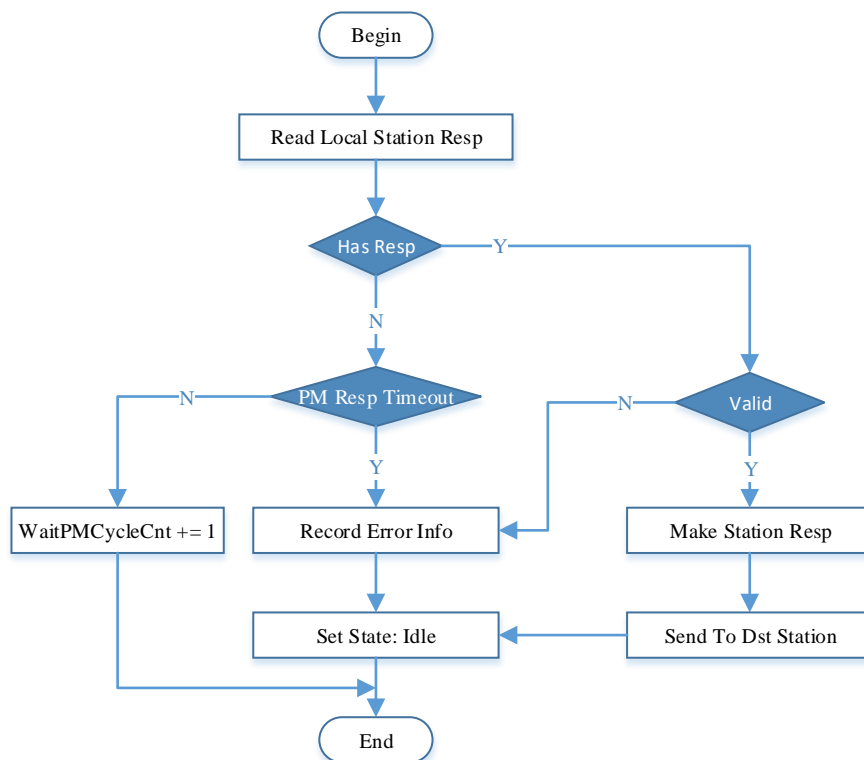 Begin
Read Local Station Resp
Has Resp
Y
N
PM Resp Timeout
N
Valid
N
Y
Y
WaitPMCycleCnt += 1
Record Error Info
Make Station Resp
Set State: Idle
Send To Dst Station
End